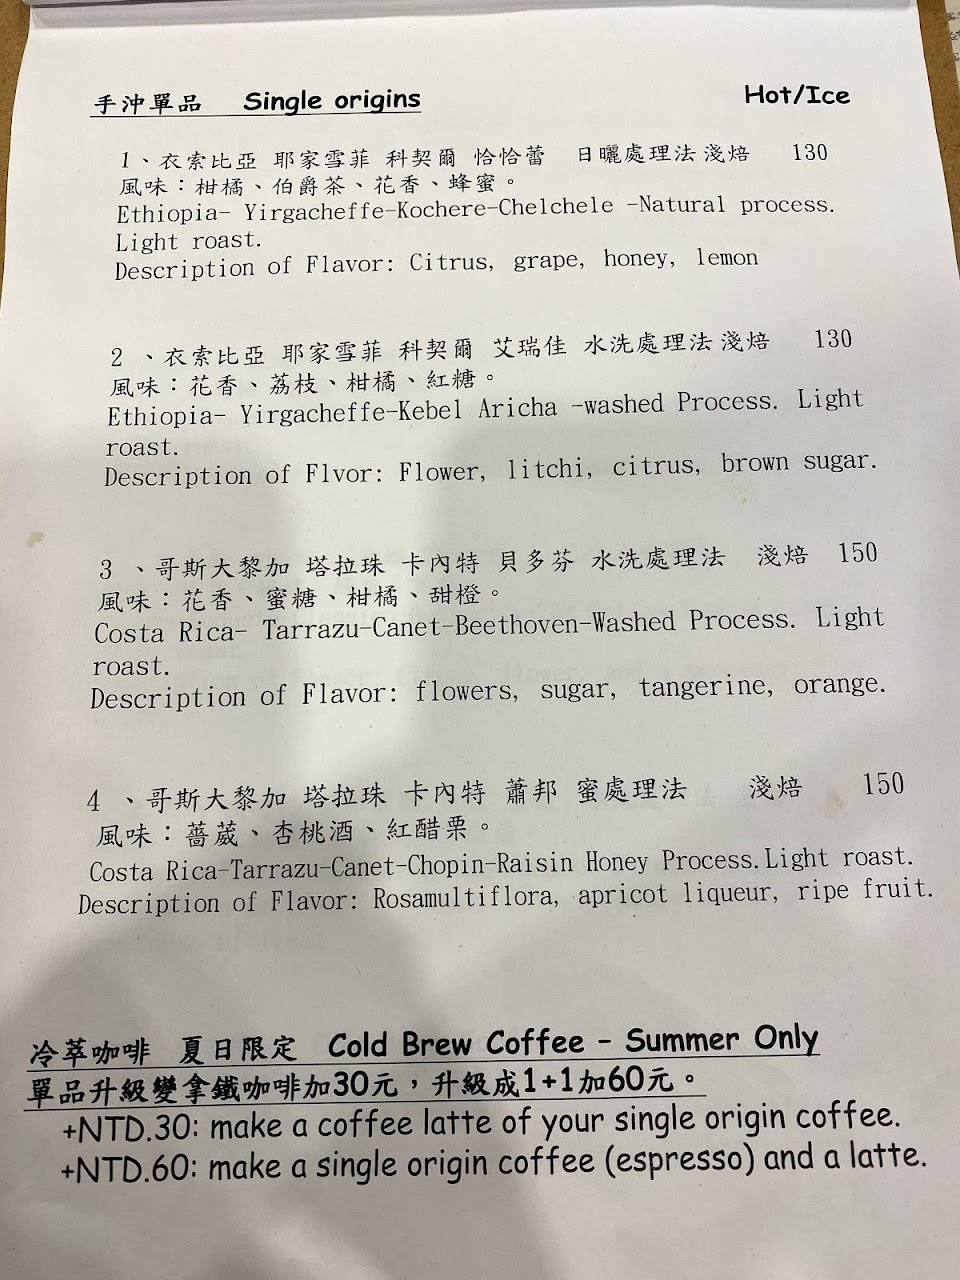 手沖單品 Single origins Hot/Ice
1、衣索比亞 耶家雪菲 科契爾 恰恰蕾 日曬處理法 淺焙 130
風味：柑橘、伯爵茶、花香、蜂蜜。
Ethiopia- Yirgacheffe-Kochere-Chelchele -Natural process.
Light roast.
Description of Flavor: Citrus, grape, honey, lemon
2 、衣索比亞 耶家雪菲 科契爾 艾瑞佳 水洗處理法 淺焙 130
風味：花香、荔枝、柑橘、紅糖。
Ethiopia- Yirgacheffe-Kebel Aricha -washed Process. Light
roast.
Description of Flvor: Flower, litchi, citrus, brown sugar.
3 、哥斯大黎加 塔拉珠 卡內特 貝多芬 水洗處理法 淺焙 150
風味：花香、蜜糖、柑橘、甜橙。
Costa Rica- Tarrazu-Canet-Beethoven-Washed Process. Light
roast.
Description of Flavor: flowers, sugar, tangerine, orange.
4 、哥斯大黎加 塔拉珠 卡內特 蕭邦 蜜處理法 淺焙 150
風味：薔葳、杏桃酒、紅醋栗。
Costa Rica-Tarrazu-Canet-Chopin-Raisin Honey Process. Light roast.
Description of Flavor: Rosamultiflora, apricot liqueur, ripe fruit.
冷萃咖啡 夏日限定 Cold Brew Coffee - Summer Only
單品升級變拿鐵咖啡加30元，升級成1+1加60元。
+NTD.30: make a coffee latte of your single origin coffee.
+NTD.60: make a single origin coffee (espresso) and a latte.